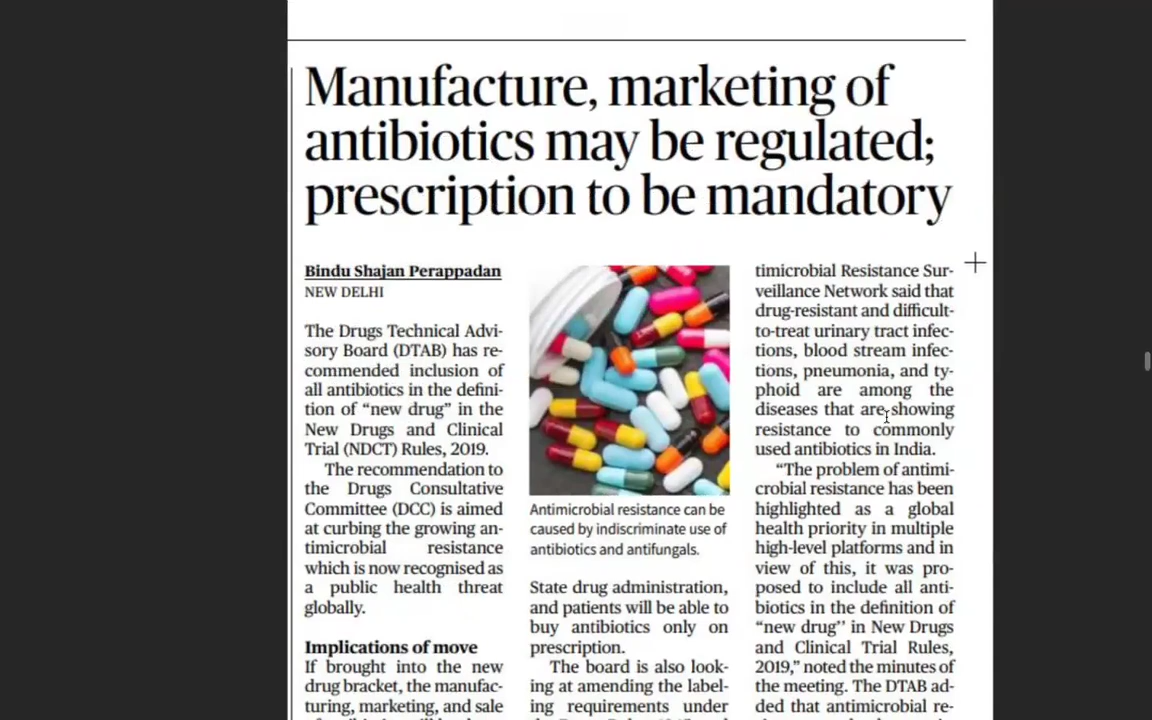 Manufacture, marketing of
antibiotics may be regulated;
prescription to be mandatory
Bindu Shajan Perappadan
NEW DELHI
The Drugs Technical Advi-
sory Board (DTAB) has re-
commended inclusion of
all antibiotics in the defini-
tion of “new drug” in the
New Drugs and Clinical
Trial (NDCT) Rules, 2019.
The recommendation to
the Drugs Consultative
Committee (DCC) is aimed
at curbing the growing an-
timicrobial resistance
which is now recognised as
a public health threat
globally.
Implications of move
If brought into the new
drug bracket, the manufac-
turing, marketing, and sale
Antimicrobial resistance can be
caused by indiscriminate use of
antibiotics and antifungals.
State drug administration,
and patients will be able to
buy antibiotics only on
prescription.
The board is also look-
ing at amending the label-
ing requirements under
timicrobial Resistance Sur-
veillance Network said that
drug-resistant and difficult-
to-treat urinary tract infec-
tions, blood stream infec-
tions, pneumonia, and ty-
phoid are among the
diseases that are showing
resistance to commonly
used antibiotics in India.
“The problem of antimi-
crobial resistance has been
highlighted as a global
health priority in multiple
high-level platforms and in
view of this, it was pro-
posed to include all anti-
biotics in the definition of
“new drug’’ in New Drugs
and Clinical Trial Rules,
2019,” noted the minutes of
the meeting. The DTAB ad-
ded that antimicrobial re-